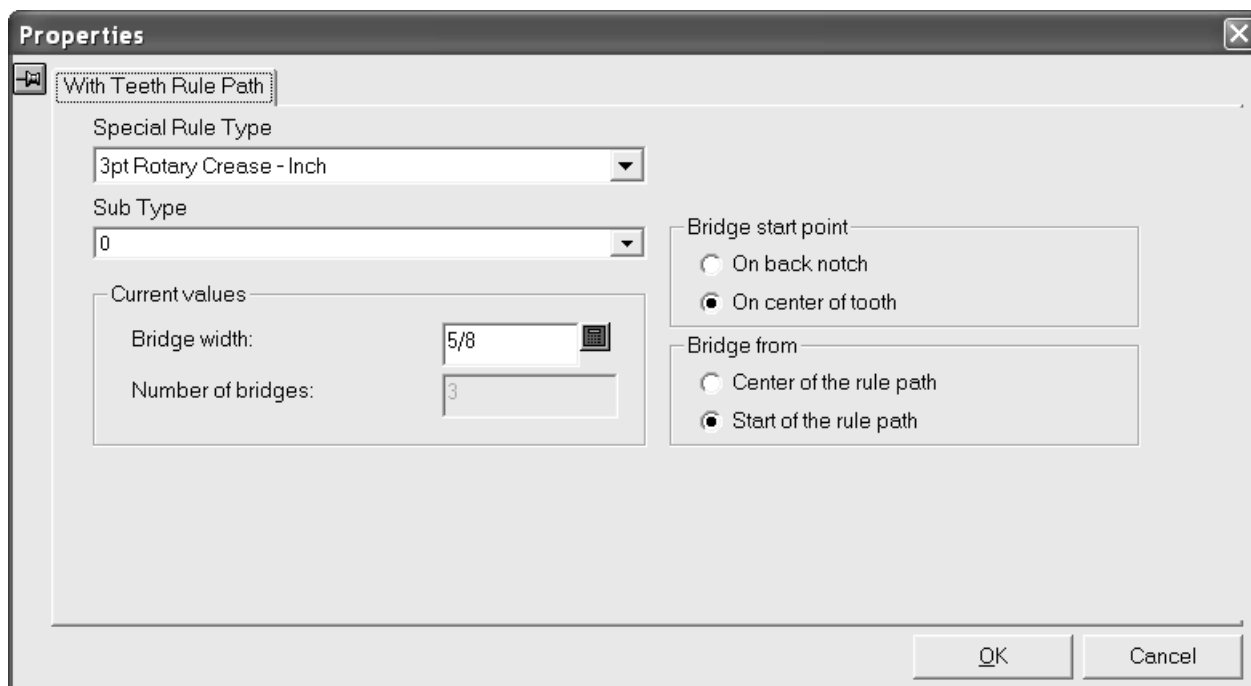 Properties
With Teeth Rule Path
Special Rule Type
3pt Rotary Crease - Inch
Sub Type
0
Current values
Bridge width:
5/8
Number of bridges:
3
Bridge start point
On back notch
On center of tooth
Bridge from
Center of the rule path
Start of the rule path
OK
Cancel